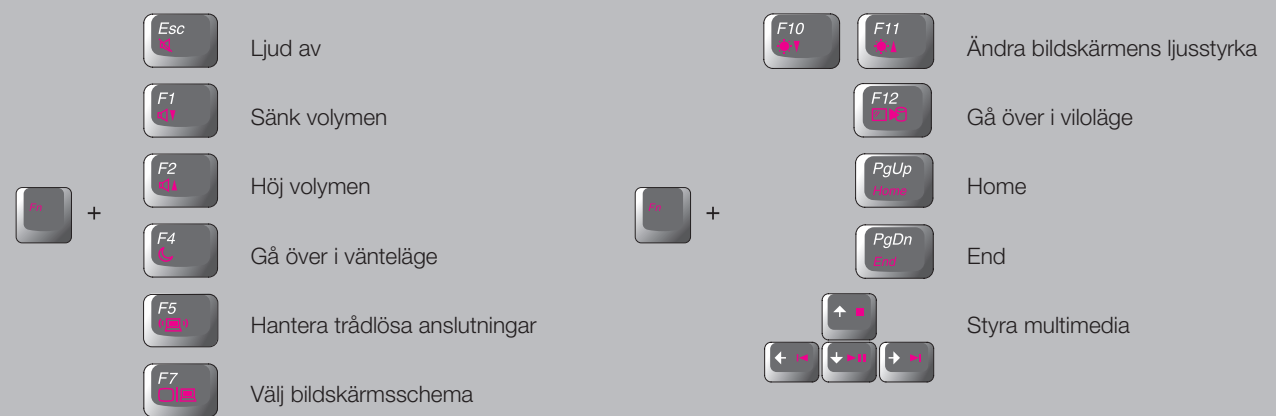 Esc
Ljud av
F1
Sänk volymen
F2
Höj volymen
Fn +
F4
Gå över i vänteläge
F5
Hantera trådlösa anslutningar
F7
Välj bildskärmsschema
F10 F11
Ändra bildskärmens ljusstyrka
F12
Gå över i viloläge
PgUp
Home
Home
Fn +
PgDn
End
End
Styra multimedia